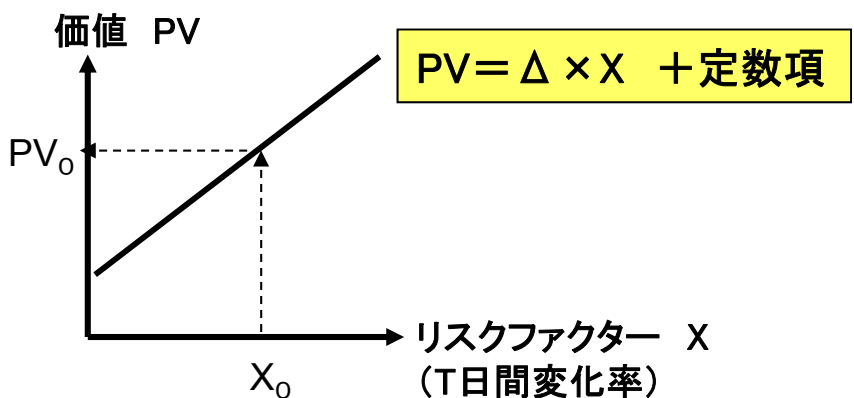 価値 PV
PV=Δ×X +定数項
PV₀
リスクファクター X
(T日間変化率)
X₀